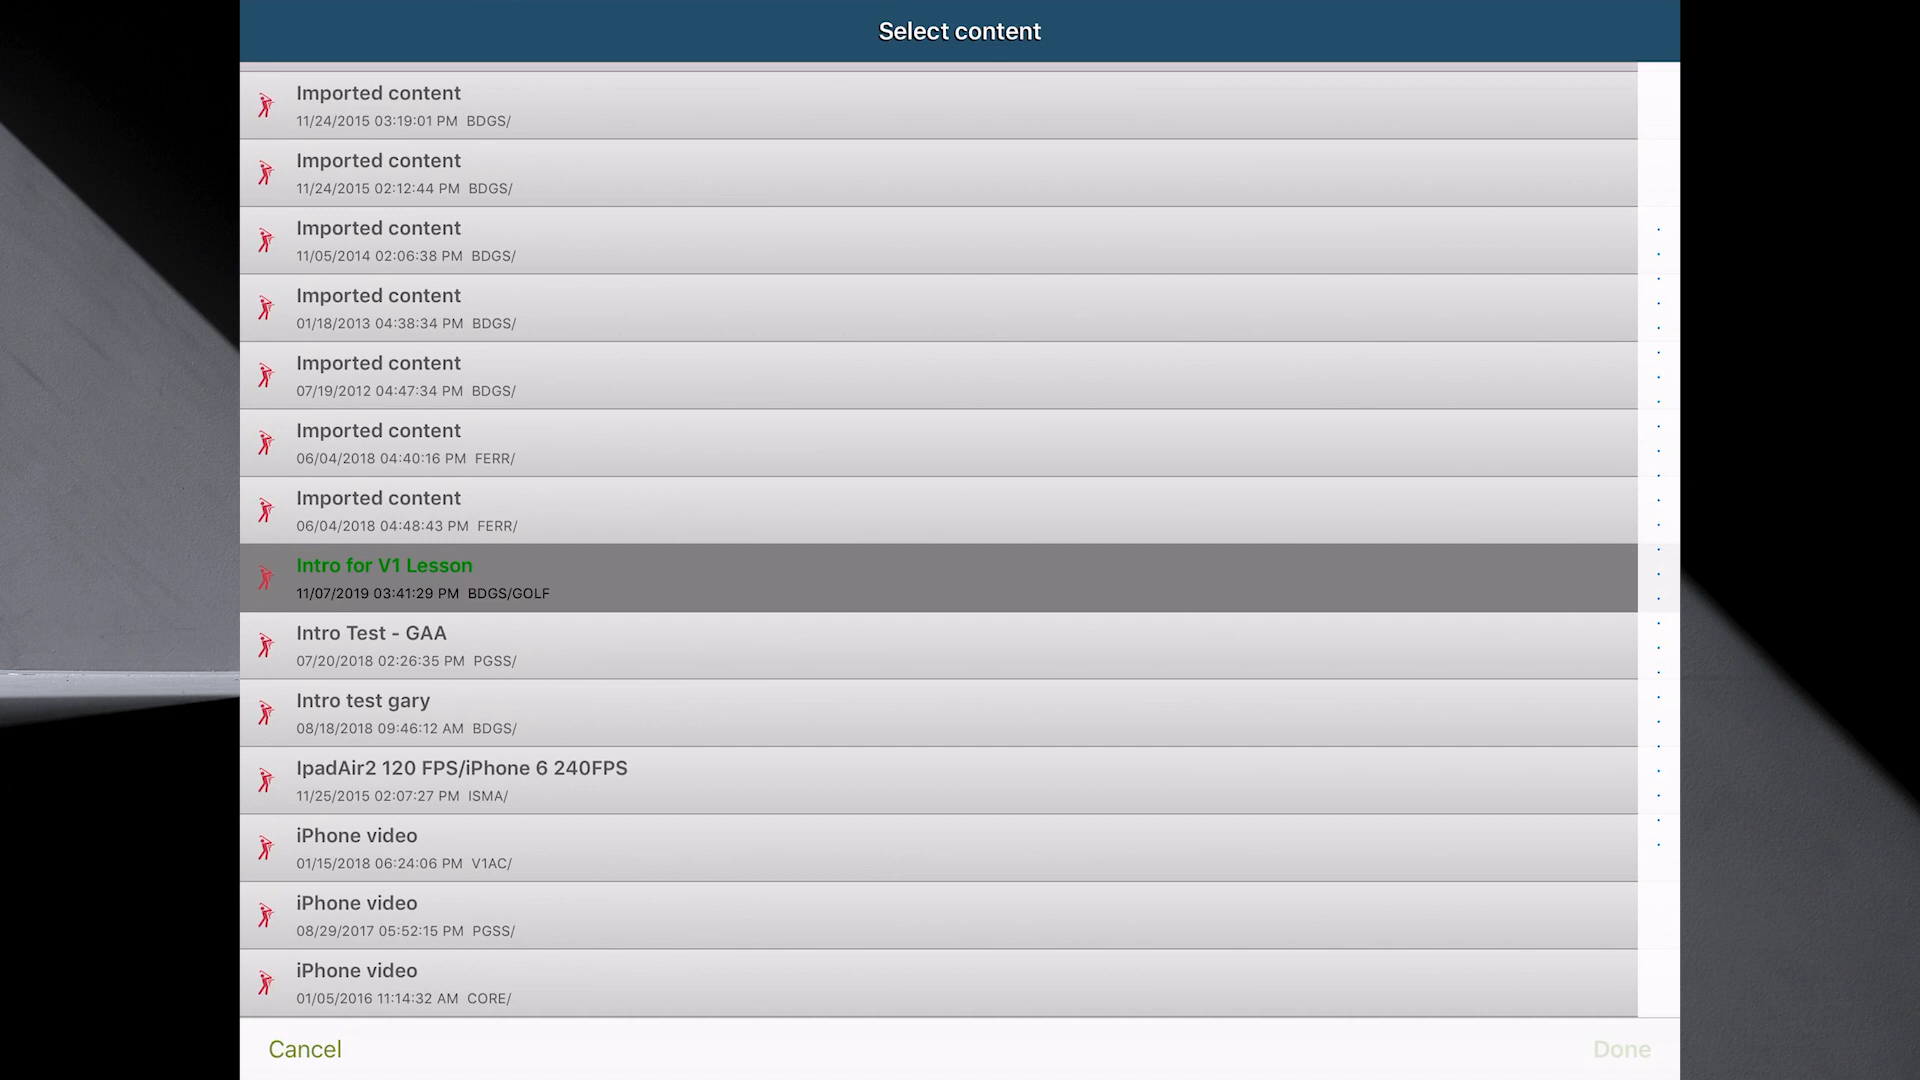 Select content
Imported content
11/24/2015 03:19:01 PM BDGS/
Imported content
11/24/2015 02:12:44 PM BDGS/
Imported content
11/05/2014 02:06:38 PM BDGS/
Imported content
01/18/2013 04:38:34 PM BDGS/
Imported content
07/19/2012 04:47:34 PM BDGS/
Imported content
06/04/2018 04:40:16 PM FERR/
Imported content
06/04/2018 04:48:43 PM FERR/
Intro for V1 Lesson
11/07/2019 03:41:29 PM BDGS/GOLF
Intro Test - GAA
07/20/2018 02:26:35 PM PGSS/
Intro test gary
08/18/2018 09:46:12 AM BDGS/
IpadAir2 120 FPS/iPhone 6 240FPS
11/25/2015 02:07:27 PM ISMA/
iPhone video
01/15/2018 06:24:06 PM V1AC/
iPhone video
08/29/2017 05:52:15 PM PGSS/
iPhone video
01/05/2016 11:14:32 AM CORE/
Cancel
Done